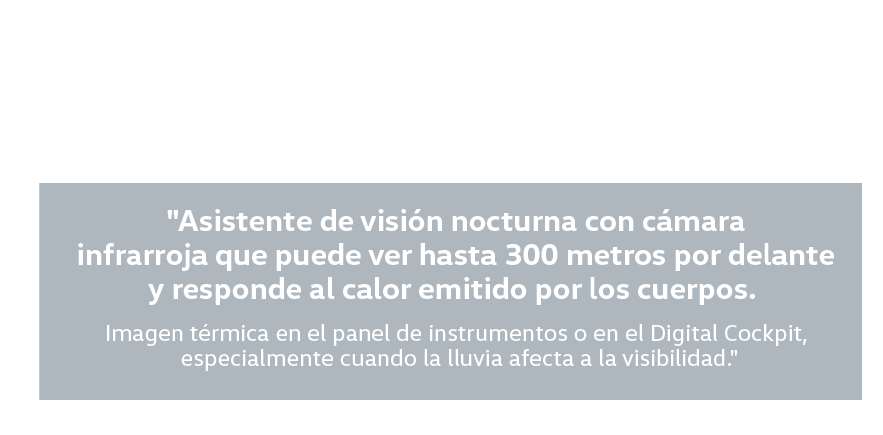 "Asistente de visión nocturna con cámara
infrarroja que puede ver hasta 300 metros por delante
y responde al calor emitido por los cuerpos.
Imagen térmica en el panel de instrumentos o en el Digital Cockpit,
especialmente cuando la lluvia afecta a la visibilidad."